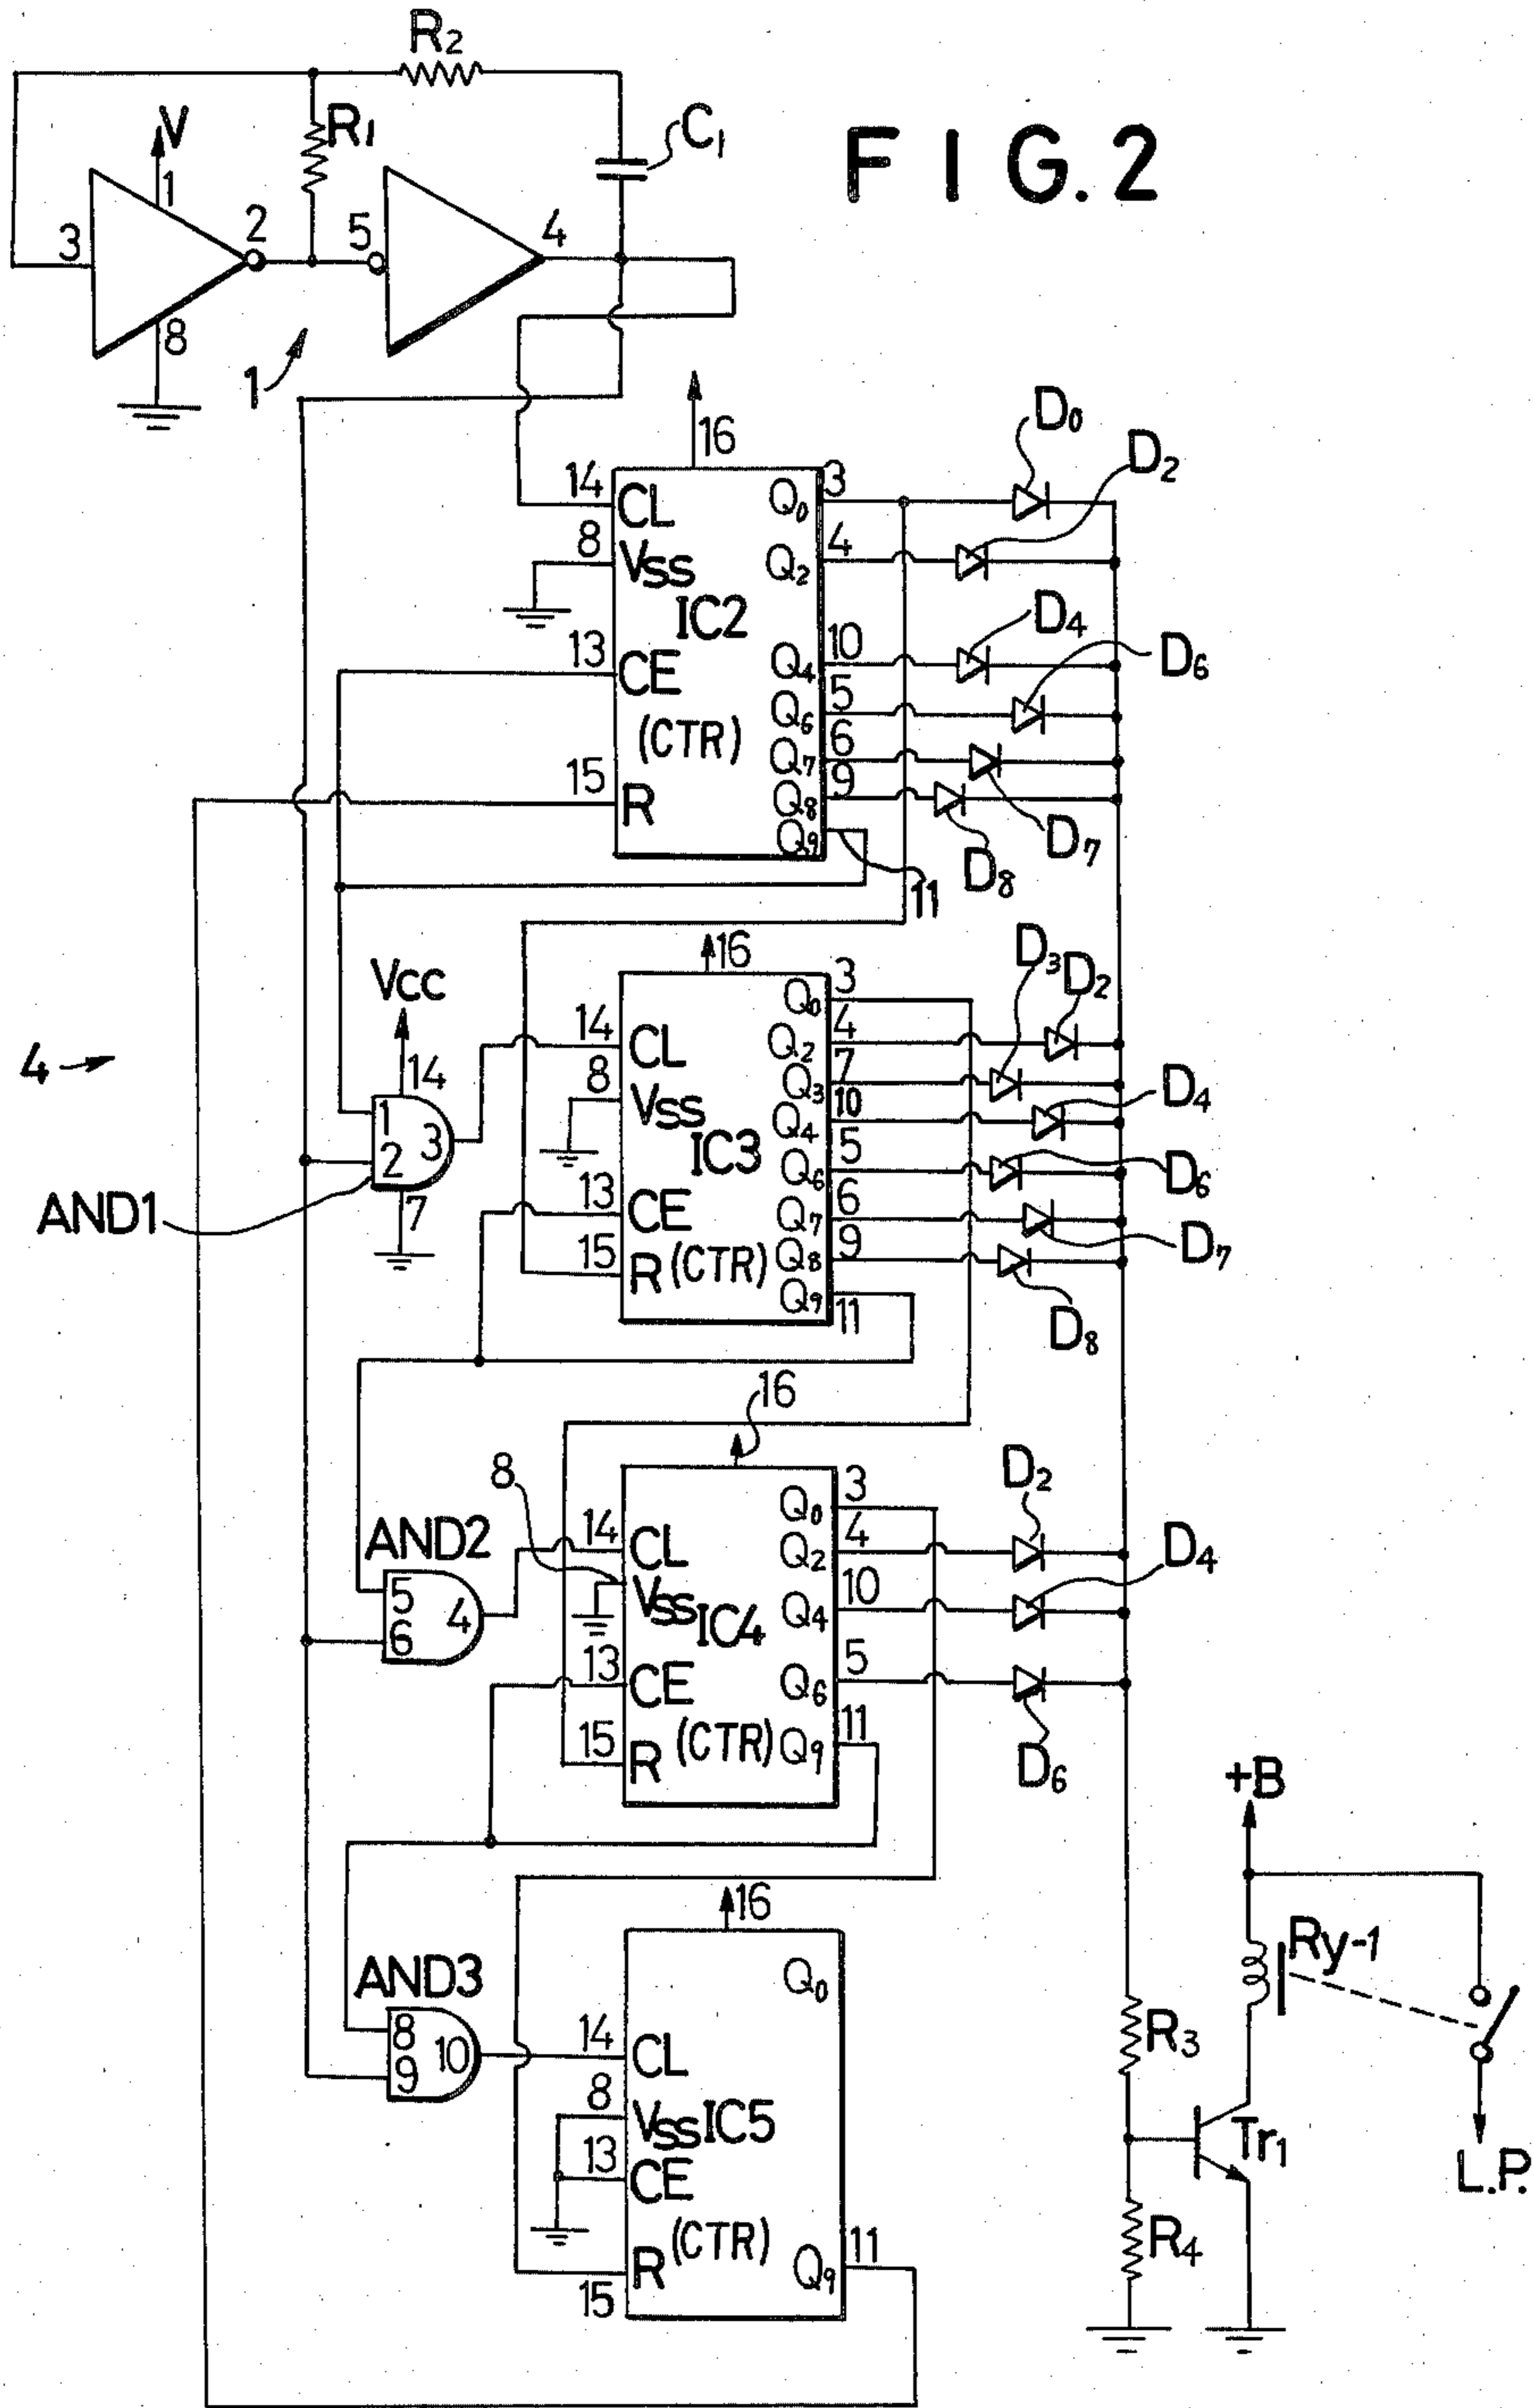 R2
V
R1
C1
FIG.2
1
3
2
5
4
8
1
16
D0
D2
14
CL
Q0
3
8
VSS
Q2
4
IC2
D4
13
CE
Q4
10
D6
Q6
5
(CTR)
Q7
6
15
R
Q8
9
Q9
11
D7
D8
16
VCC
D3
D2
14
CL
Q0
3
Q2
4
4
14
8
VSS
Q3
7
D4
1
2
3
IC3
Q4
10
Q6
5
D6
AND1
7
13
CE
Q7
6
D7
15
R
(CTR)
Q8
9
Q9
11
D8
16
8
D2
Q0
3
AND2
14
CL
Q2
4
D4
5
6
4
VSS
IC4
Q4
10
13
CE
Q6
5
15
R
(CTR)
Q9
11
D6
+B
16
Ry-1
AND3
Q0
8
9
10
14
CL
R3
8
VSS
IC5
13
CE
Tr1
L.P.
(CTR)
R4
R
15
Q9
11